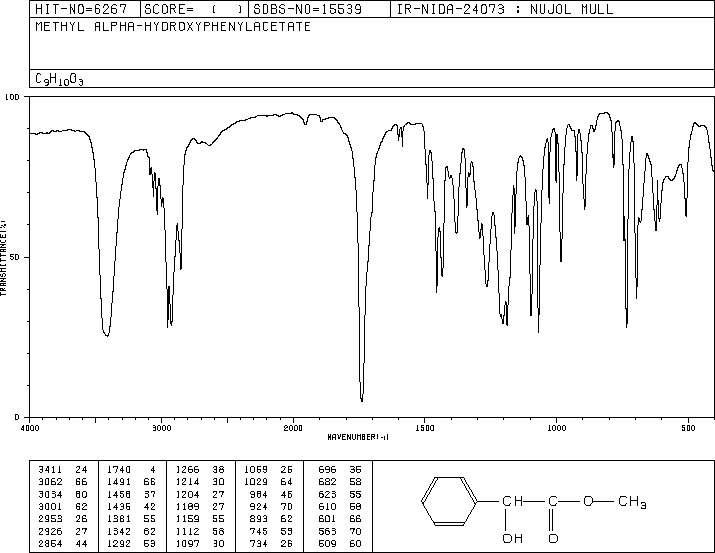 HIT-NO=6267 SCORE= ( ) SDBS-NO=15539 IR-NIDA-24073 : NUJOL MULL
METHYL ALPHA-HYDROXYPHENYLACETATE
C9H10O3
100
50
0
TRANSMITTANCE(%)
4000 3000 2000 1500 1000 500
WAVENUMBER(-1)
3411 24 1740 4 1266 38 1069 26 696 36
3062 66 1491 66 1214 30 1029 64 682 58
3034 60 1458 37 1204 27 984 46 623 55
3001 62 1436 42 1189 27 924 70 610 58
2953 26 1381 55 1159 55 893 62 601 66
2926 27 1342 62 1112 58 745 53 563 70
2854 44 1292 53 1097 30 734 26 509 60
CH C O CH3
OH O